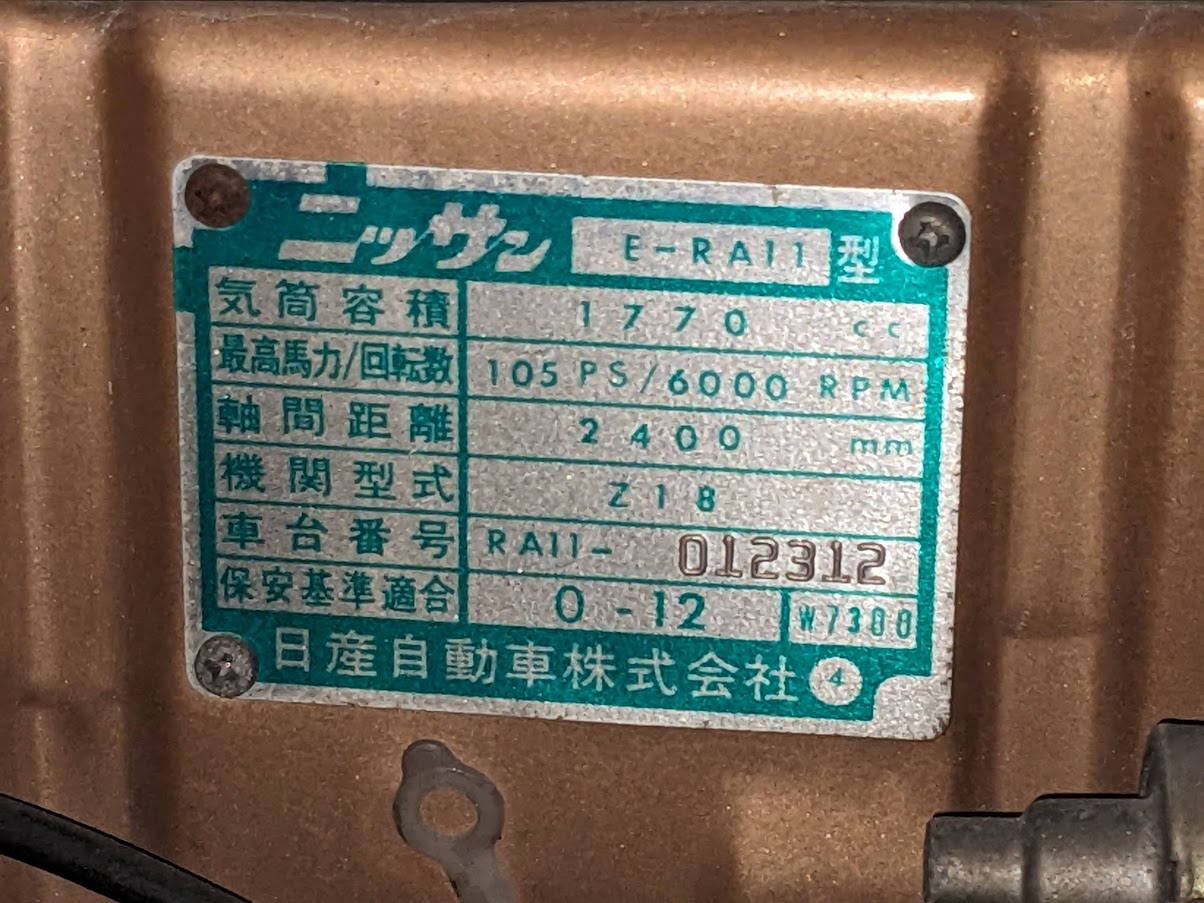 ニッサン E-RA11 型
気筒容積 1770 cc
最高馬力/回転数 105 PS/6000 RPM
軸間距離 2400 mm
機関型式 Z18
車台番号 RA11- 012312
保安基準適合 0-12 W7300
日産自動車株式会社 4